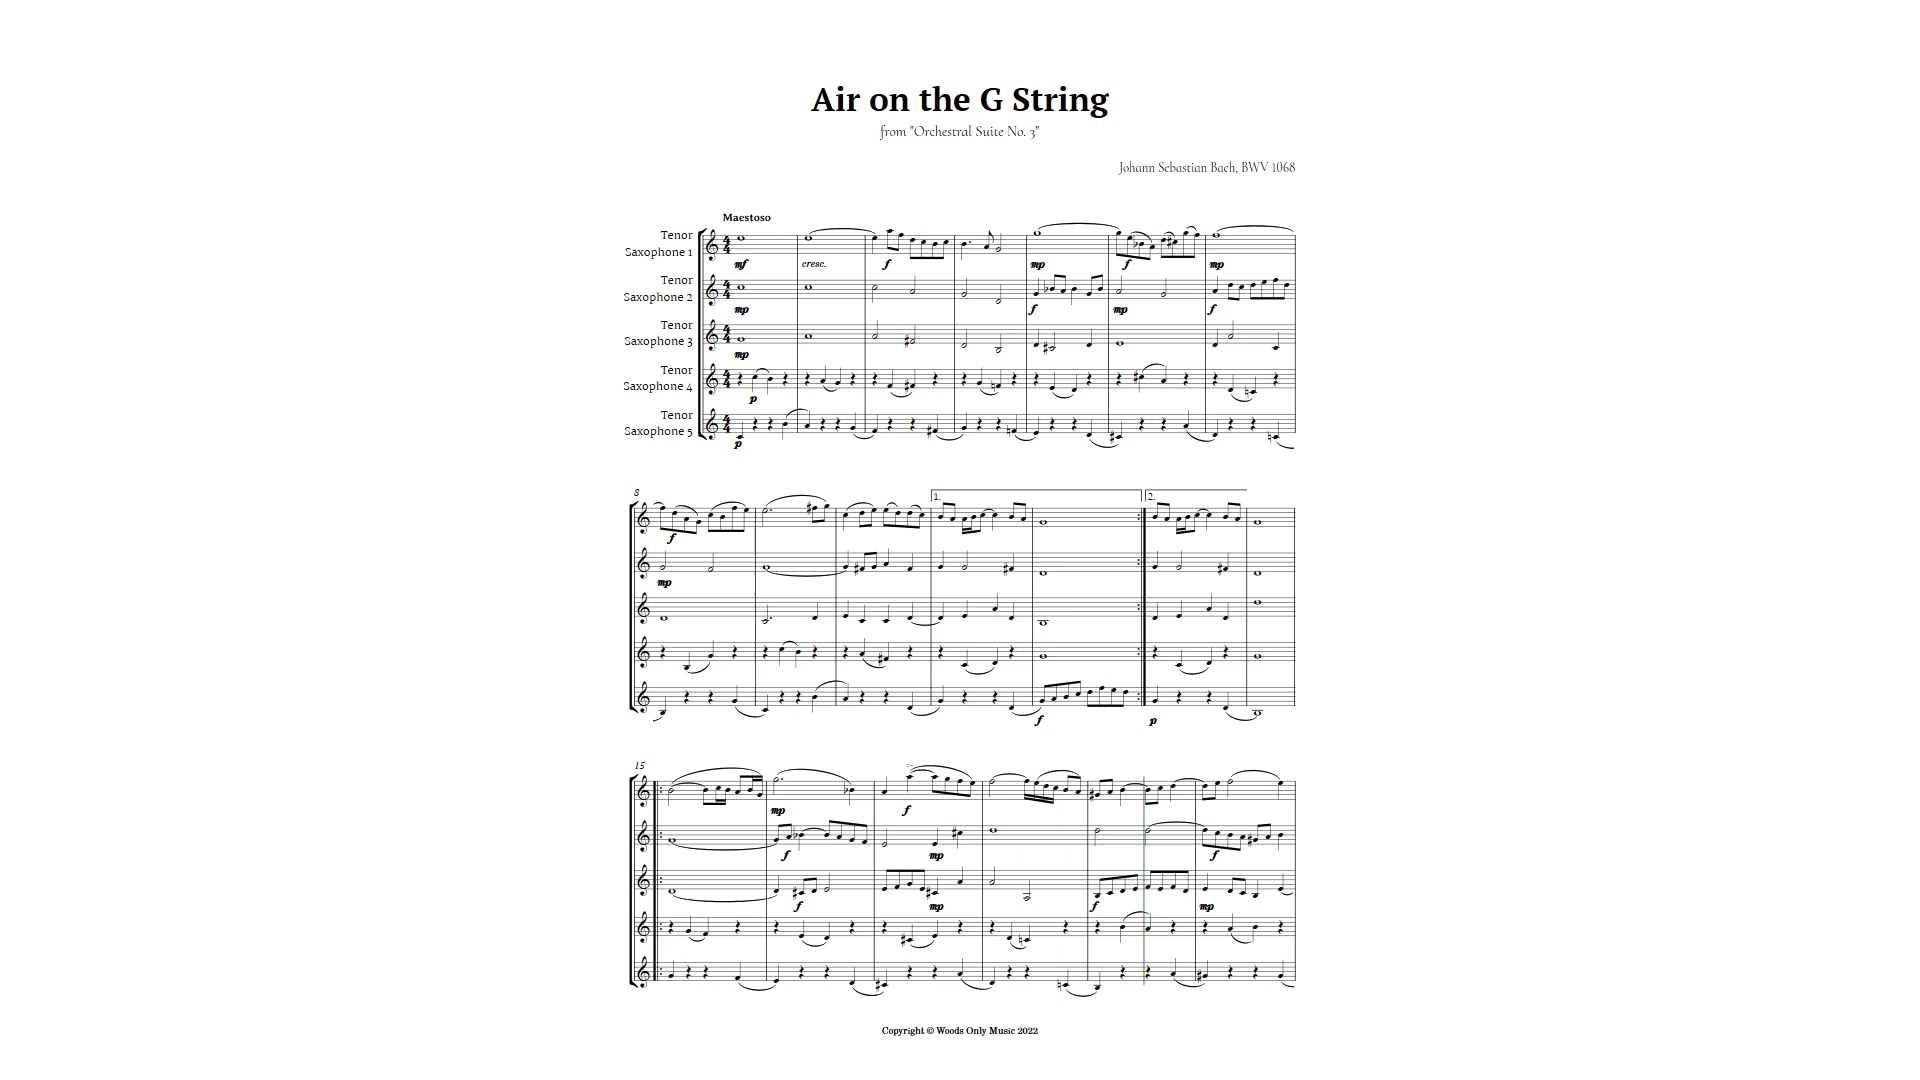 Air on the G String
from "Orchestral Suite No. 3"
Johann Sebastian Bach, BWV 1068
Maestoso
Tenor
Saxophone 1
mf cresc. f mp f mp
Tenor
Saxophone 2
mp f mp f
Tenor
Saxophone 3
mp
Tenor
Saxophone 4
p
Tenor
Saxophone 5
p
8
1. 2.
f
mp
f p
15
mp f
f mp f
f mp f mp
Copyright © Woods Only Music 2022